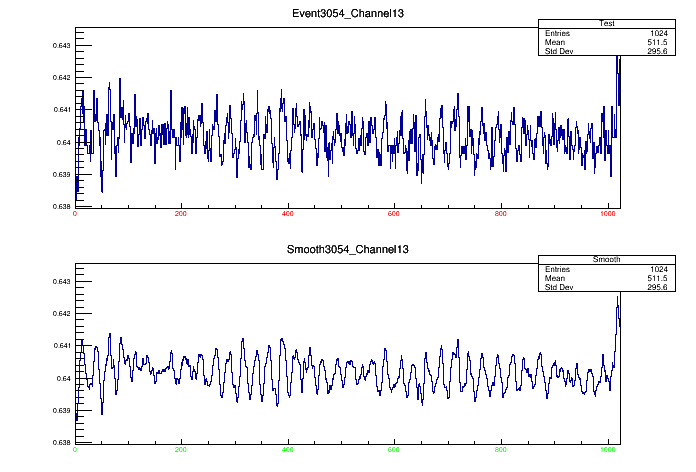 Event3054_Channel13
Test
Entries 1024
Mean 511.5
Std Dev 295.6
0.643
0.642
0.641
0.64
0.639
0.638
0 200 400 600 800 1000
Smooth3054_Channel13
Smooth
Entries 1024
Mean 511.5
Std Dev 295.6
0.643
0.642
0.641
0.64
0.639
0.638
0 200 400 600 800 1000